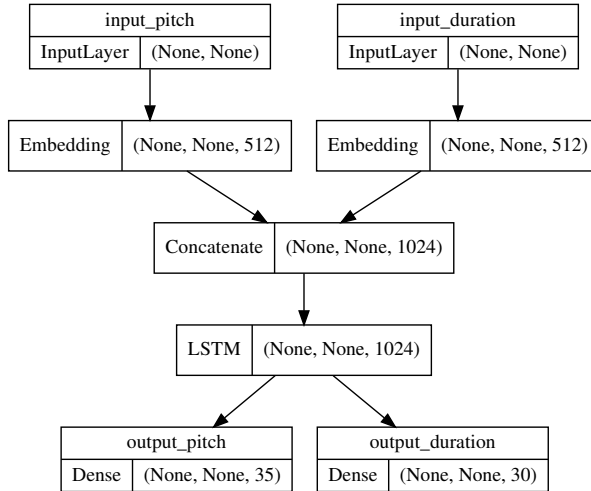 input_pitch
InputLayer (None, None)
input_duration
InputLayer (None, None)
Embedding (None, None, 512)
Embedding (None, None, 512)
Concatenate (None, None, 1024)
LSTM (None, None, 1024)
output_pitch
Dense (None, None, 35)
output_duration
Dense (None, None, 30)